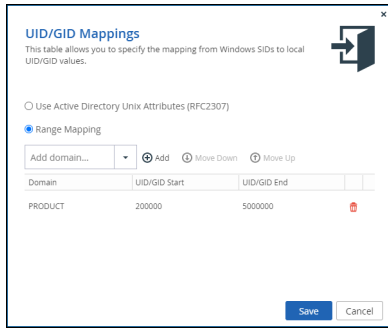 UID/GID Mappings
This table allows you to specify the mapping from Windows SIDs to local
UID/GID values.
Use Active Directory Unix Attributes (RFC2307)
Range Mapping
Add domain... Add Move Down Move Up
Domain UID/GID Start UID/GID End
PRODUCT 200000 5000000
Save Cancel